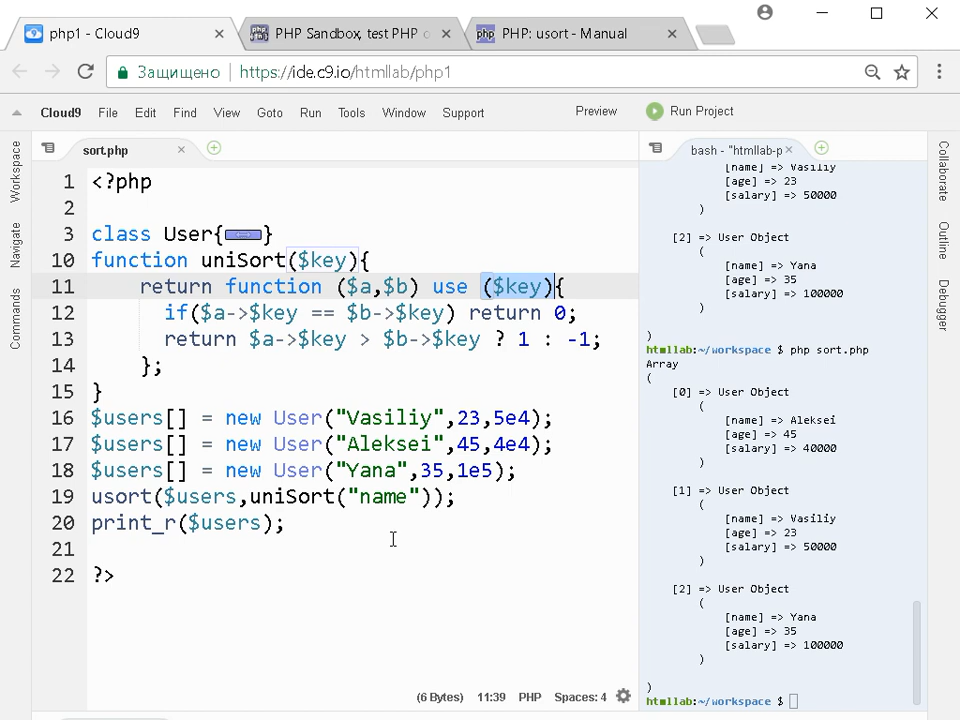 php1 - Cloud9
PHP Sandbox, test PHP o
PHP: usort - Manual
Защищено https://ide.c9.io/htmllab/php1
Cloud9 File Edit Find View Goto Run Tools Window Support Preview Run Project
Workspace
Navigate
Commands
sort.php
1 <?php
2
3 class User{}
10 function uniSort($key){
11 return function ($a,$b) use ($key){
12 if($a->$key == $b->$key) return 0;
13 return $a->$key > $b->$key ? 1 : -1;
14 };
15 }
16 $users[] = new User("Vasiliy",23,5e4);
17 $users[] = new User("Aleksei",45,4e4);
18 $users[] = new User("Yana",35,1e5);
19 usort($users,uniSort("name"));
20 print_r($users);
21
22 ?>
(6 Bytes) 11:39 PHP Spaces: 4
bash - "htmllab-p
[name] => Vasiliy
[age] => 23
[salary] => 50000
)
[2] => User Object
(
[name] => Yana
[age] => 35
[salary] => 100000
)
)
htmllab:~/workspace $ php sort.php
Array
(
[0] => User Object
(
[name] => Aleksei
[age] => 45
[salary] => 40000
)
[1] => User Object
(
[name] => Vasiliy
[age] => 23
[salary] => 50000
)
[2] => User Object
(
[name] => Yana
[age] => 35
[salary] => 100000
)
)
htmllab:~/workspace $
Collaborate
Outline
Debugger